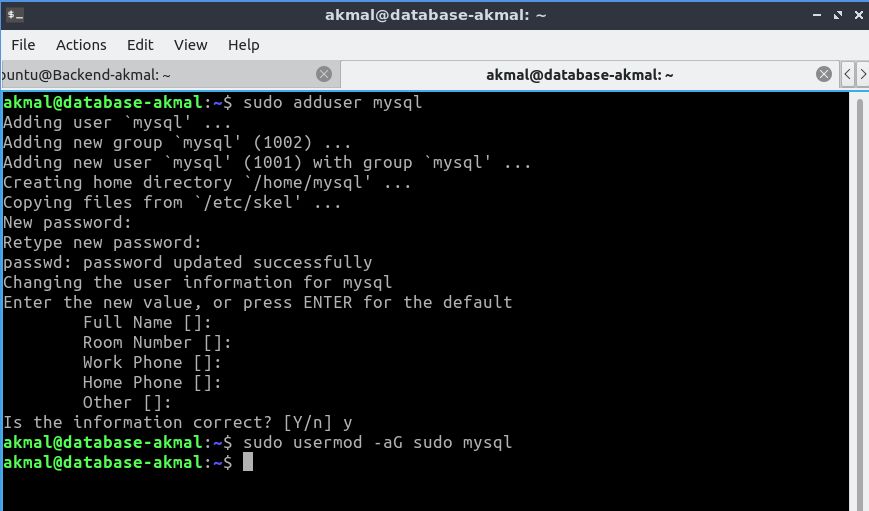 akmal@database-akmal: ~
File Actions Edit View Help
buntu@Backend-akmal: ~
akmal@database-akmal: ~
akmal@database-akmal:~$ sudo adduser mysql
Adding user `mysql' ...
Adding new group `mysql' (1002) ...
Adding new user `mysql' (1001) with group `mysql' ...
Creating home directory `/home/mysql' ...
Copying files from `/etc/skel' ...
New password:
Retype new password:
passwd: password updated successfully
Changing the user information for mysql
Enter the new value, or press ENTER for the default
Full Name []:
Room Number []:
Work Phone []:
Home Phone []:
Other []:
Is the information correct? [Y/n] y
akmal@database-akmal:~$ sudo usermod -aG sudo mysql
akmal@database-akmal:~$